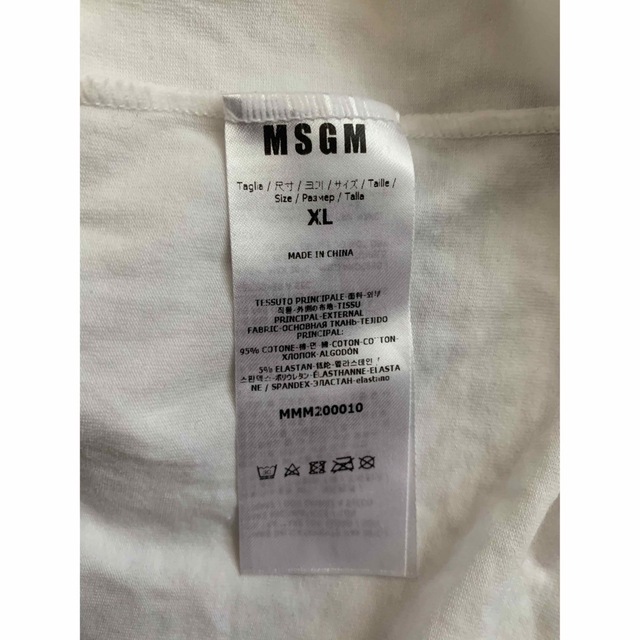 MSGM
Taglia / 尺寸 / 크기 / サイズ / Taille /
Size / Размер / Talla
XL
MADE IN CHINA
TESSUTO PRINCIPALE-面料-외부
직물-外側の布地-TISSU
PRINCIPAL-EXTERNAL
FABRIC-ОСНОВНАЯ ТКАНЬ-TEJIDO
PRINCIPAL:
95% COTONE-棉-면-綿-COTON-COTTON-
ХЛОПОК-ALGODÓN
5% ELASTAN-氨纶-엘라스테인 /
스판덱스-ポリウレタン-ÉLASTHANNE-ELASTA
NE / SPANDEX-ЭЛАСТАН-elastano
MMM200010